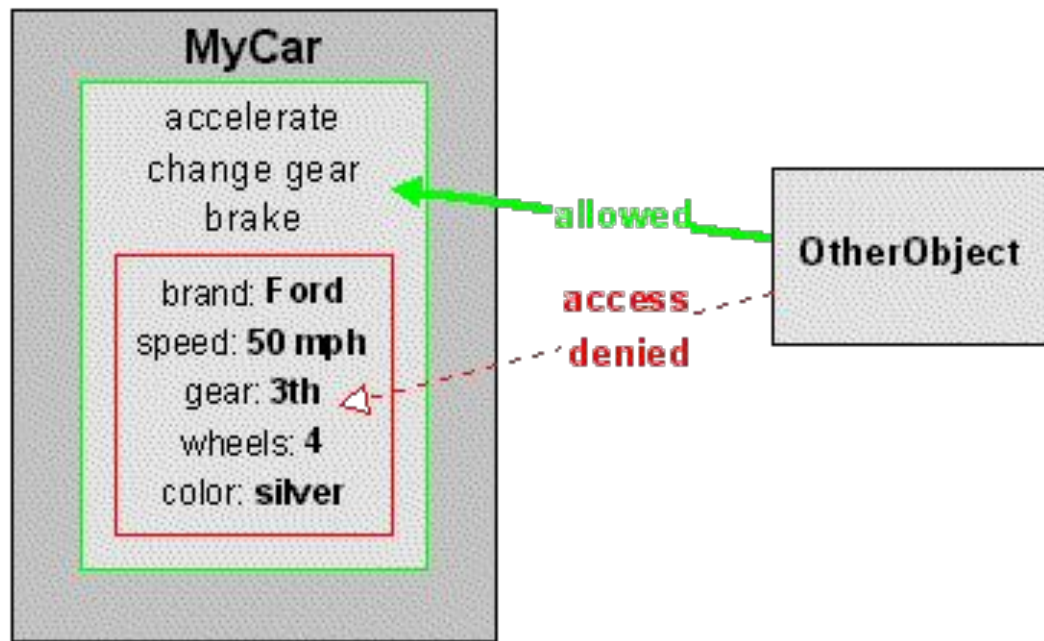 MyCar
accelerate
change gear
brake
brand: Ford
speed: 50 mph
gear: 3th
wheels: 4
color: silver
allowed
access
denied
OtherObject